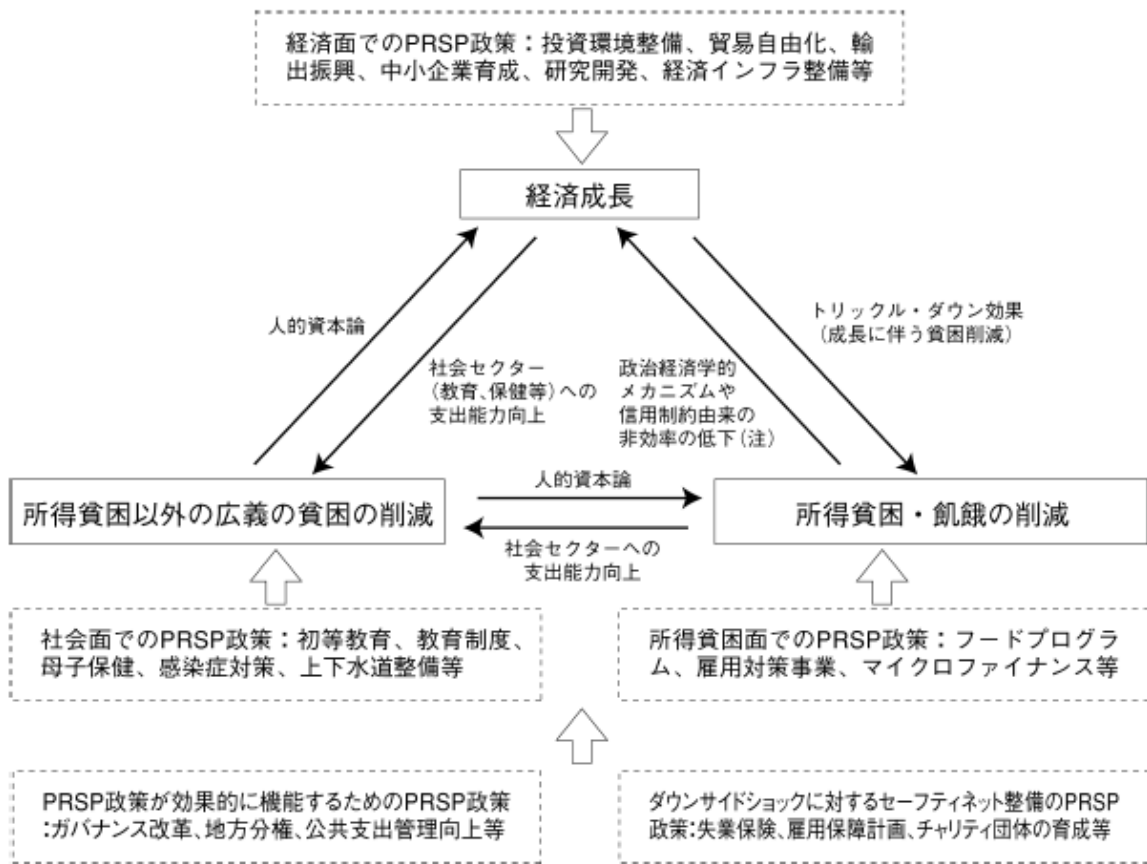 経済面でのPRSP政策：投資環境整備、貿易自由化、輸
出振興、中小企業育成、研究開発、経済インフラ整備等
経済成長
人的資本論
社会セクター
（教育、保健等）への
支出能力向上
政治経済学的
メカニズムや
信用制約由来の
非効率の低下（注）
トリックル・ダウン効果
（成長に伴う貧困削減）
所得貧困以外の広義の貧困の削減
人的資本論
社会セクターへの
支出能力向上
所得貧困・飢餓の削減
社会面でのPRSP政策：初等教育、教育制度、
母子保健、感染症対策、上下水道整備等
所得貧困面でのPRSP政策：フードプログラ
ム、雇用対策事業、マイクロファイナンス等
PRSP政策が効果的に機能するためのPRSP政策
:ガバナンス改革、地方分権、公共支出管理向上等
ダウンサイドショックに対するセーフティネット整備のPRSP
政策:失業保険、雇用保障計画、チャリティ団体の育成等